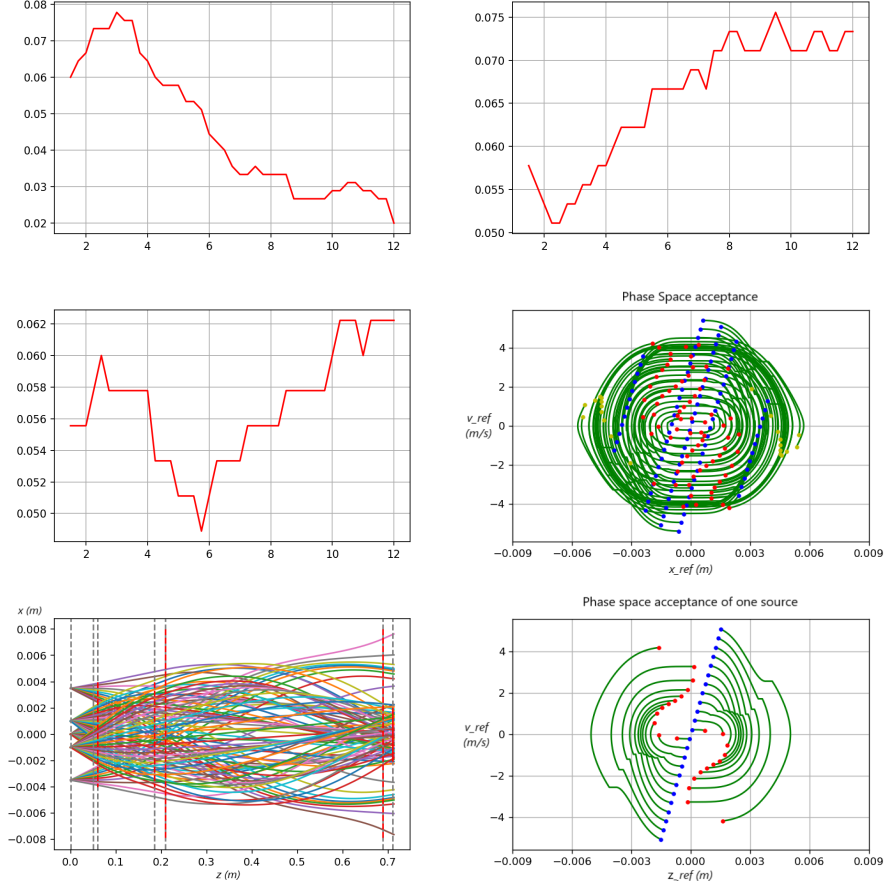 0.08
0.07
0.06
0.05
0.04
0.03
0.02
2 4 6 8 10 12
0.075
0.070
0.065
0.060
0.055
0.050
2 4 6 8 10 12
0.062
0.060
0.058
0.056
0.054
0.052
0.050
2 4 6 8 10 12
Phase Space acceptance
4
2
v_ref
(m/s)
0
−2
−4
−0.009 −0.006 −0.003 0.000 0.003 0.006 0.009
x_ref (m)
x (m)
0.008
0.006
0.004
0.002
0.000
−0.002
−0.004
−0.006
−0.008
0.0 0.1 0.2 0.3 0.4 0.5 0.6 0.7
z (m)
Phase space acceptance of one source
4
2
v_ref
(m/s)
0
−2
−4
−0.009 −0.006 −0.003 0.000 0.003 0.006 0.009
z_ref (m)